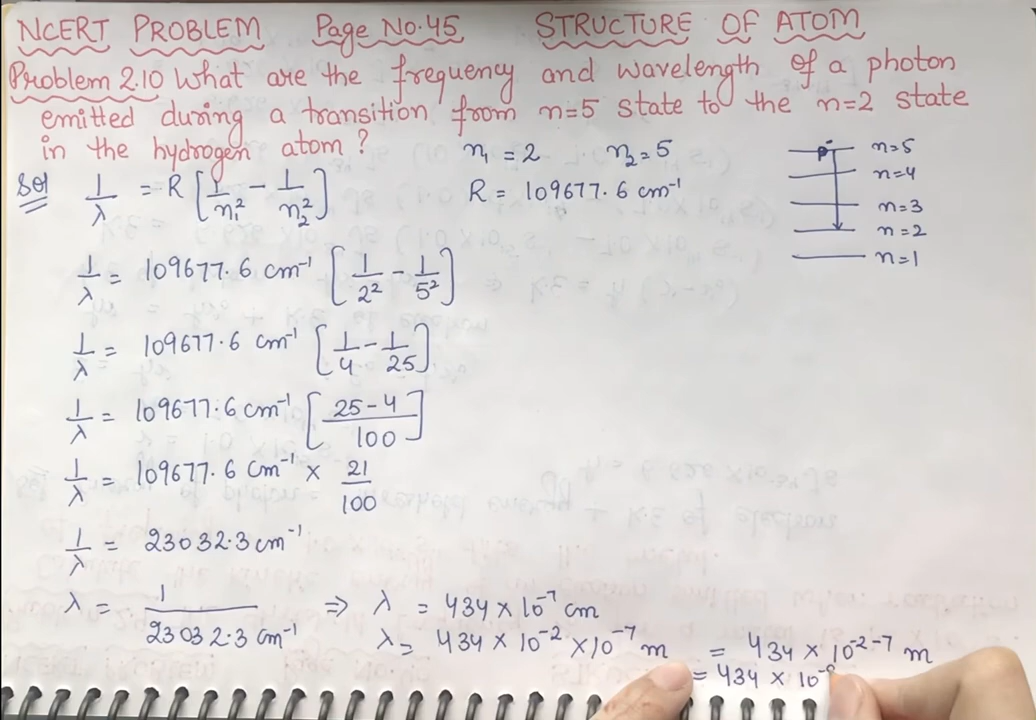 NCERT PROBLEM Page No.45 STRUCTURE OF ATOM
Problem 2.10 What are the frequency and wavelength of a photon
emitted during a transition from n=5 state to the n=2 state
in the hydrogen atom?
n₁ = 2 n₂ = 5
n=5
n=4
n=3
n=2
n=1
Sol 1/λ = R [1/n₁² - 1/n₂²] R = 109677.6 cm⁻¹
1/λ = 109677.6 cm⁻¹ [1/2² - 1/5²]
1/λ = 109677.6 cm⁻¹ [1/4 - 1/25]
1/λ = 109677.6 cm⁻¹ [25-4/100]
1/λ = 109677.6 cm⁻¹ × 21/100
1/λ = 23032.3 cm⁻¹
λ = 1/23032.3 cm⁻¹ ⇒ λ = 434 × 10⁻⁷ cm
λ = 434 × 10⁻² × 10⁻⁷ m = 434 × 10⁻²⁻⁷ m
= 434 × 10